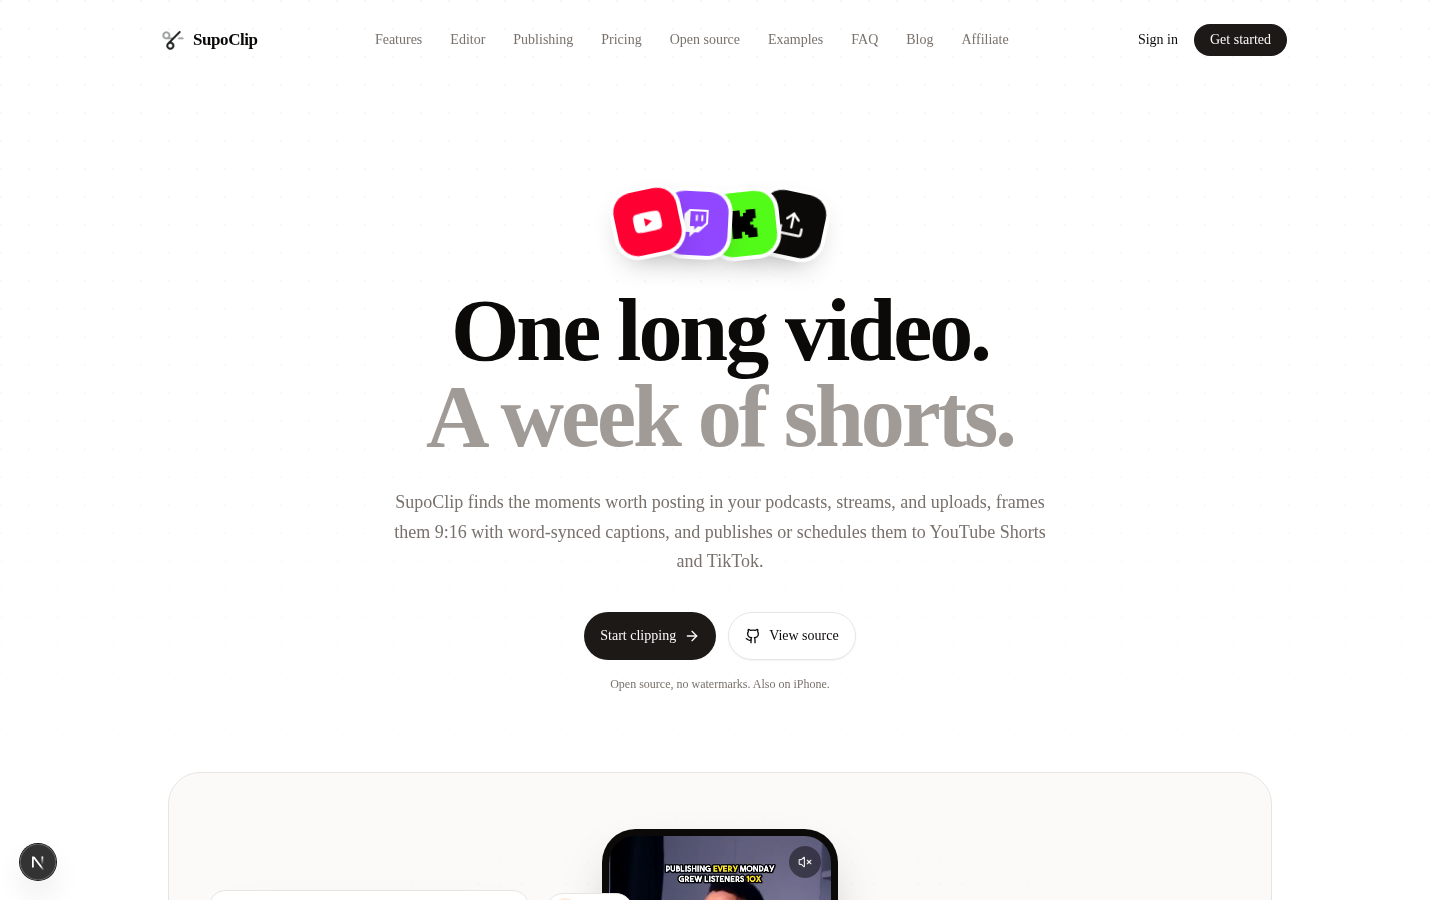 SupoClip
Features
Editor
Publishing
Pricing
Open source
Examples
FAQ
Blog
Affiliate
Sign in
Get started
One long video.
A week of shorts.
SupoClip finds the moments worth posting in your podcasts, streams, and uploads, frames
them 9:16 with word-synced captions, and publishes or schedules them to YouTube Shorts
and TikTok.
Start clipping
View source
Open source, no watermarks. Also on iPhone.
PUBLISHING EVERY MONDAY
GREW LISTENERS 10X